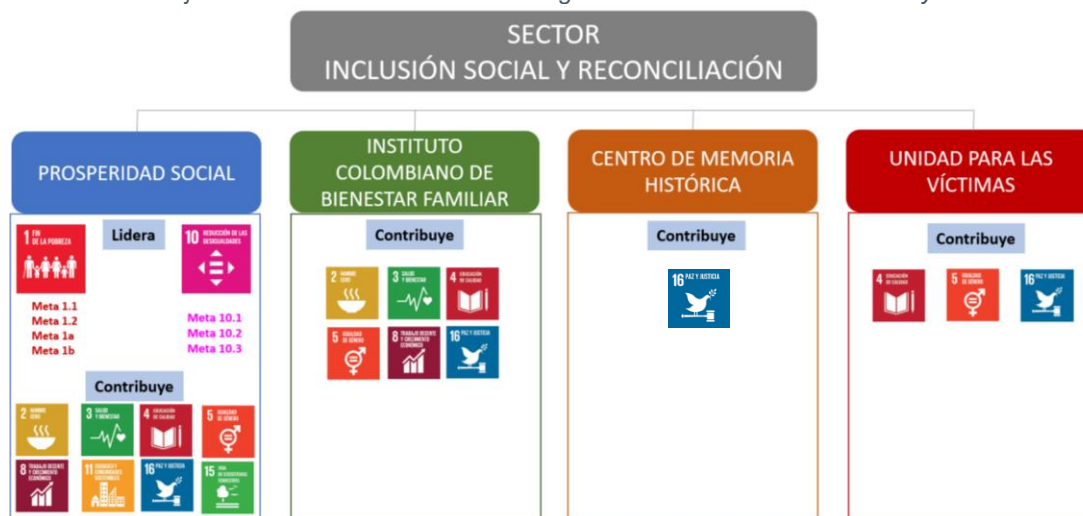 SECTOR
INCLUSIÓN SOCIAL Y RECONCILIACIÓN
PROSPERIDAD SOCIAL
1 FIN
DE LA POBREZA
Lidera
10 REDUCCIÓN DE LAS
DESIGUALDADES
Meta 1.1
Meta 1.2
Meta 1a
Meta 1b
Meta 10.1
Meta 10.2
Meta 10.3
Contribuye
2 HAMBRE
CERO
3 SALUD
Y BIENESTAR
4 EDUCACIÓN
DE CALIDAD
5 IGUALDAD
DE GÉNERO
8 TRABAJO DECENTE
Y CRECIMIENTO
ECONÓMICO
11 CIUDADES Y
COMUNIDADES
SOSTENIBLES
16 PAZ Y JUSTICIA
15 VIDA
DE ECOSISTEMAS
TERRESTRES
INSTITUTO
COLOMBIANO DE
BIENESTAR FAMILIAR
Contribuye
2 HAMBRE
CERO
3 SALUD
Y BIENESTAR
4 EDUCACIÓN
DE CALIDAD
5 IGUALDAD
DE GÉNERO
8 TRABAJO DECENTE
Y CRECIMIENTO
ECONÓMICO
16 PAZ Y JUSTICIA
CENTRO DE MEMORIA
HISTÓRICA
Contribuye
16 PAZ Y JUSTICIA
UNIDAD PARA LAS
VÍCTIMAS
Contribuye
4 EDUCACIÓN
DE CALIDAD
5 IGUALDAD
DE GÉNERO
16 PAZ Y JUSTICIA